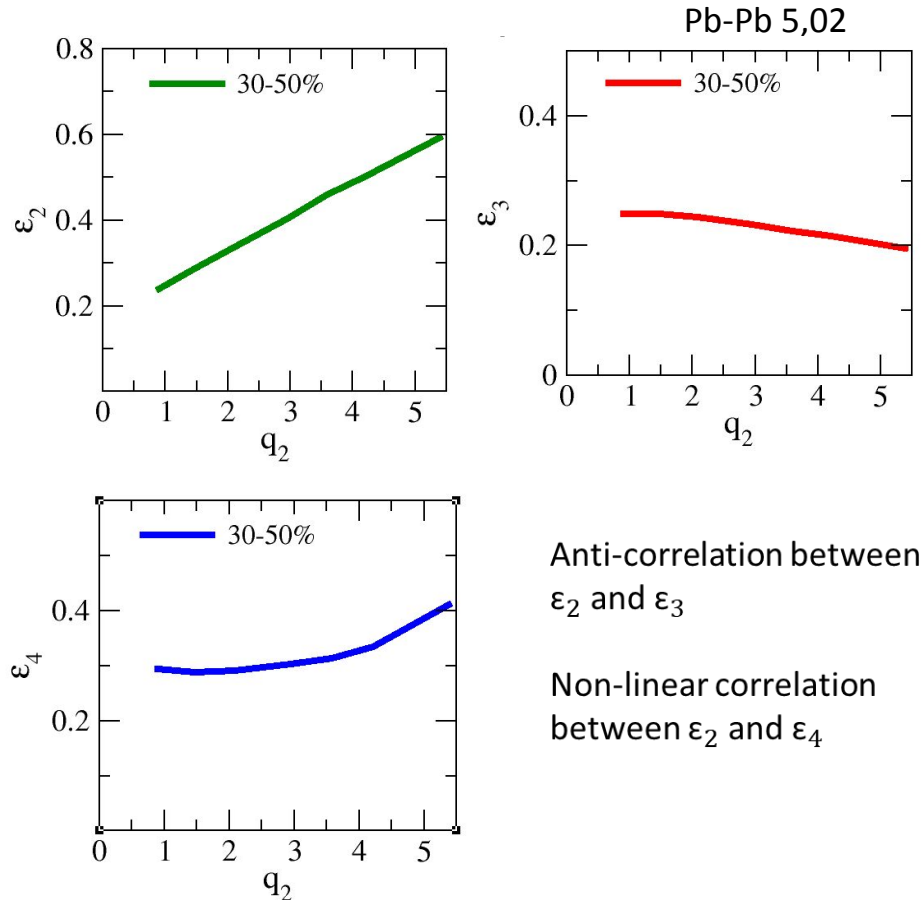 Pb-Pb 5,02
0.8
0.6
0.4
0.2
ε₂
30-50%
0 1 2 3 4 5
q₂
0.4
0.2
0
ε₃
30-50%
0 1 2 3 4 5
q₂
0.4
0.2
ε₄
30-50%
0 1 2 3 4 5
q₂
Anti-correlation between
ε₂ and ε₃
Non-linear correlation
between ε₂ and ε₄